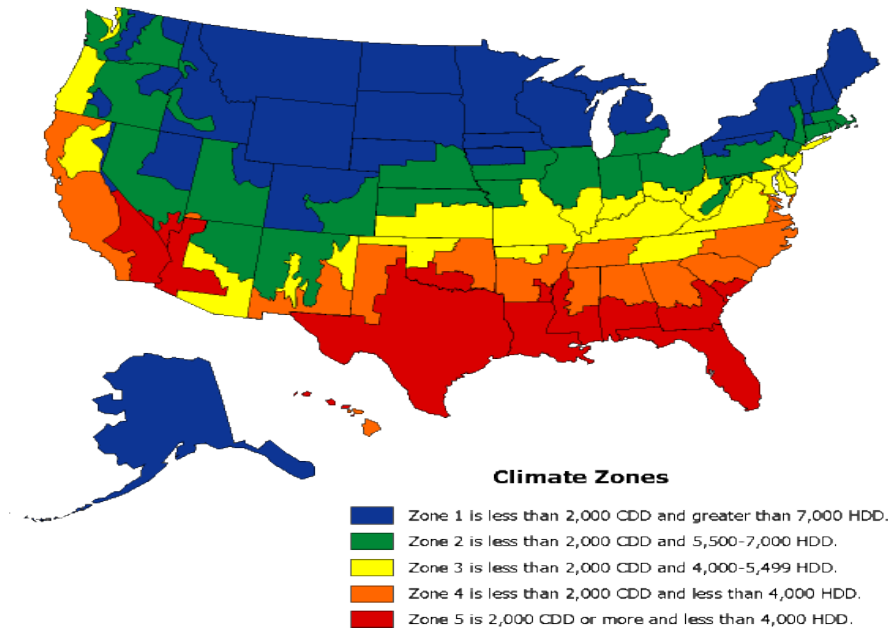 Climate Zones
Zone 1 is less than 2,000 CDD and greater than 7,000 HDD.
Zone 2 is less than 2,000 CDD and 5,500-7,000 HDD.
Zone 3 is less than 2,000 CDD and 4,000-5,499 HDD.
Zone 4 is less than 2,000 CDD and less than 4,000 HDD.
Zone 5 is 2,000 CDD or more and less than 4,000 HDD.